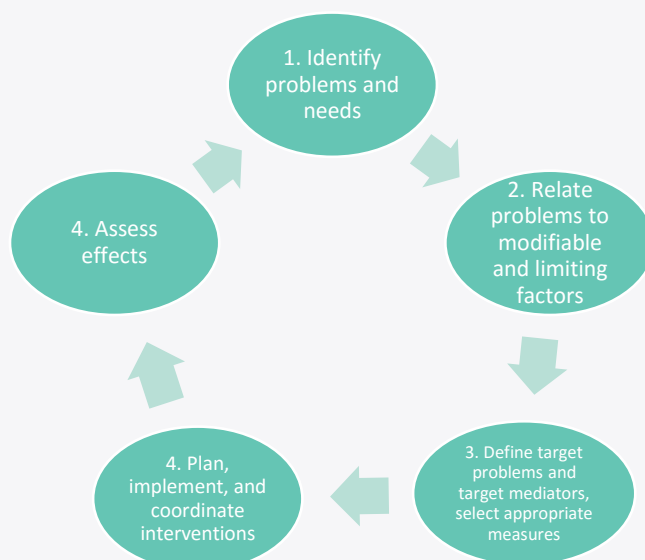 1. Identify
problems and
needs
2. Relate
problems to
modifiable
and limiting
factors
3. Define target
problems and
target mediators,
select appropriate
measures
4. Plan,
implement, and
coordinate
interventions
4. Assess
effects